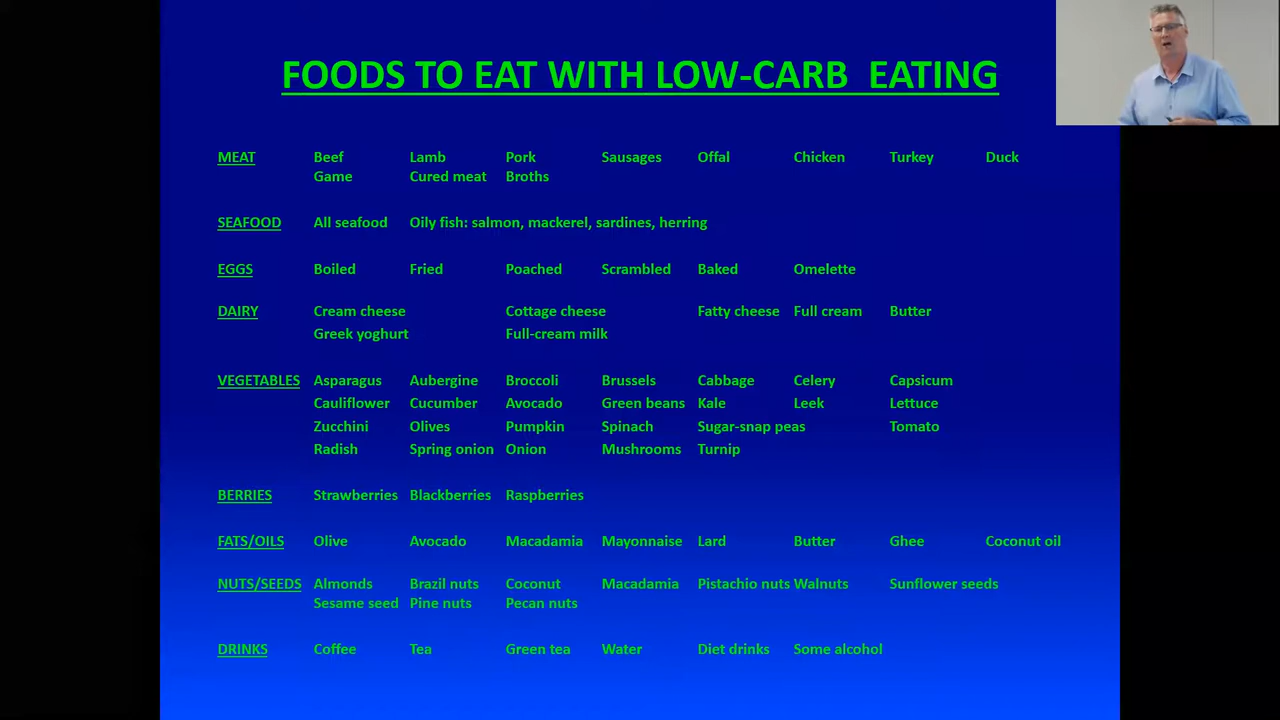 FOODS TO EAT WITH LOW-CARB EATING
MEAT Beef Lamb Pork Sausages Offal Chicken Turkey Duck
Game Cured meat Broths
SEAFOOD All seafood Oily fish: salmon, mackerel, sardines, herring
EGGS Boiled Fried Poached Scrambled Baked Omelette
DAIRY Cream cheese Cottage cheese Fatty cheese Full cream Butter
Greek yoghurt Full-cream milk
VEGETABLES Asparagus Aubergine Broccoli Brussels Cabbage Celery Capsicum
Cauliflower Cucumber Avocado Green beans Kale Leek Lettuce
Zucchini Olives Pumpkin Spinach Sugar-snap peas Tomato
Radish Spring onion Onion Mushrooms Turnip
BERRIES Strawberries Blackberries Raspberries
FATS/OILS Olive Avocado Macadamia Mayonnaise Lard Butter Ghee Coconut oil
NUTS/SEEDS Almonds Brazil nuts Coconut Macadamia Pistachio nuts Walnuts Sunflower seeds
Sesame seed Pine nuts Pecan nuts
DRINKS Coffee Tea Green tea Water Diet drinks Some alcohol